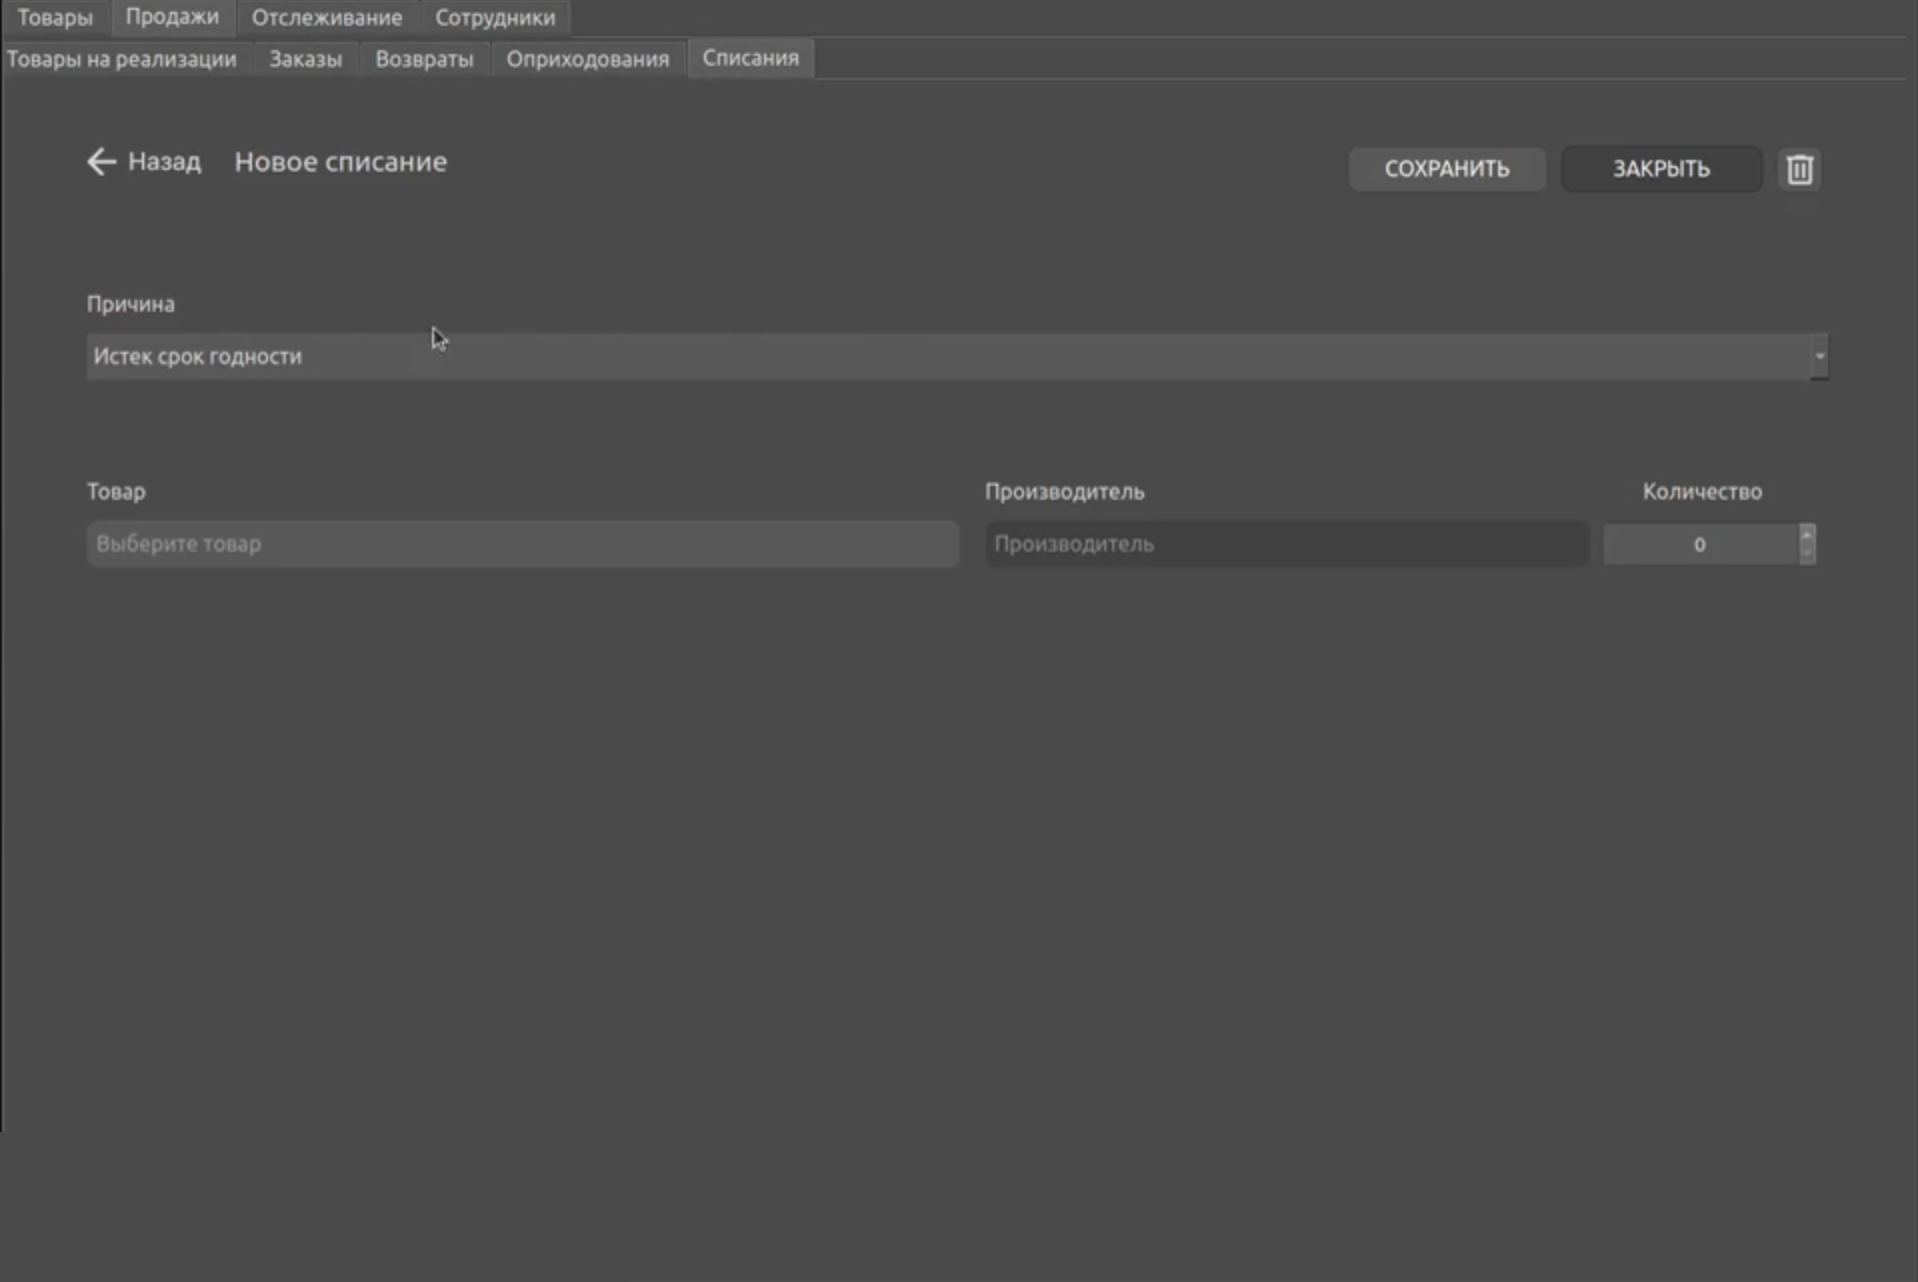 Товары Продажи Отслеживание Сотрудники
Товары на реализации Заказы Возвраты Оприходования Списания
Назад Новое списание СОХРАНИТЬ ЗАКРЫТЬ
Причина
Истек срок годности
Товар Производитель Количество
Выберите товар Производитель 0